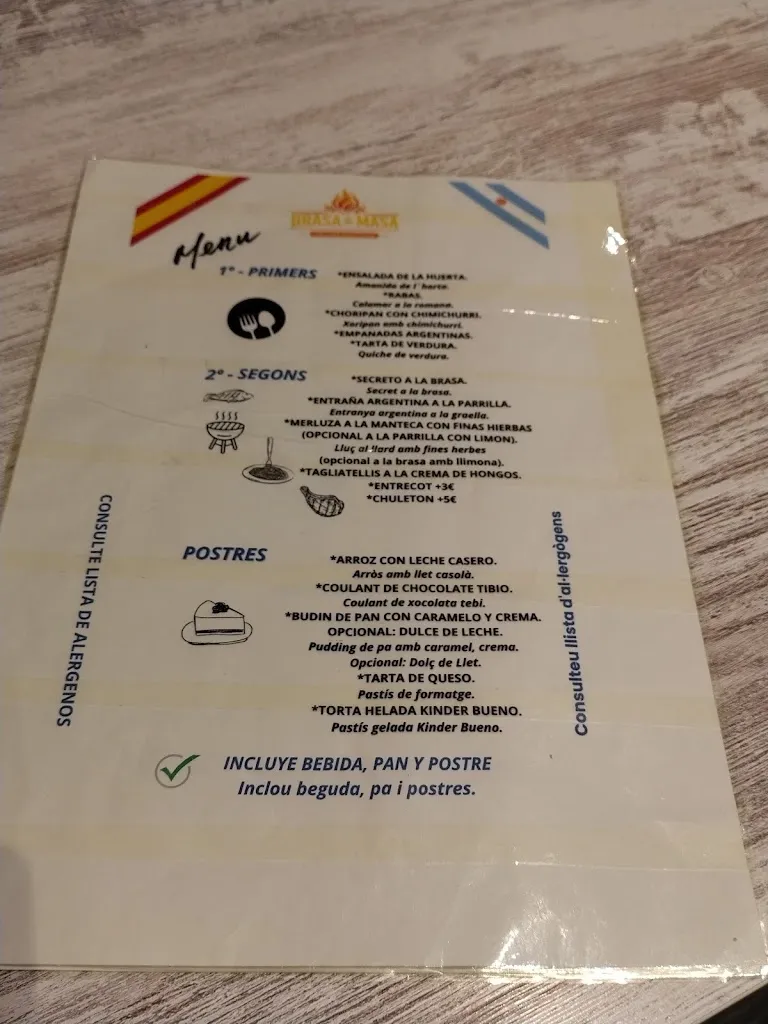 BRASA & MASA
Menu
1º - PRIMERS
*ENSALADA DE LA HUERTA.
Amanida de l'horta.
*RABAS.
Calamar a la romana.
*CHORIPAN CON CHIMICHURRI.
Xoripan amb chimichurri.
*EMPANADAS ARGENTINAS.
*TARTA DE VERDURA.
Quiche de verdura.
2º - SEGONS
*SECRETO A LA BRASA.
Secret a la brasa.
*ENTRAÑA ARGENTINA A LA PARRILLA.
Entranya argentina a la graella.
*MERLUZA A LA MANTECA CON FINAS HIERBAS
(OPCIONAL A LA PARRILLA CON LIMON).
Lluç al llard amb fines herbes
(opcional a la brasa amb llimona).
*TAGLIATELLIS A LA CREMA DE HONGOS.
*ENTRECOT +3€
*CHULETON +5€
POSTRES
*ARROZ CON LECHE CASERO.
Arròs amb llet casolà.
*COULANT DE CHOCOLATE TIBIO.
Coulant de xocolata tebi.
*BUDIN DE PAN CON CARAMELO Y CREMA.
OPCIONAL: DULCE DE LECHE.
Pudding de pa amb caramel, crema.
Opcional: Dolç de Llet.
*TARTA DE QUESO.
Pastís de formatge.
*TORTA HELADA KINDER BUENO.
Pastís gelada Kinder Bueno.
INCLUYE BEBIDA, PAN Y POSTRE
Inclou beguda, pa i postres.
CONSULTE LISTA DE ALERGENOS
Consulteu llista d'al·lergògens